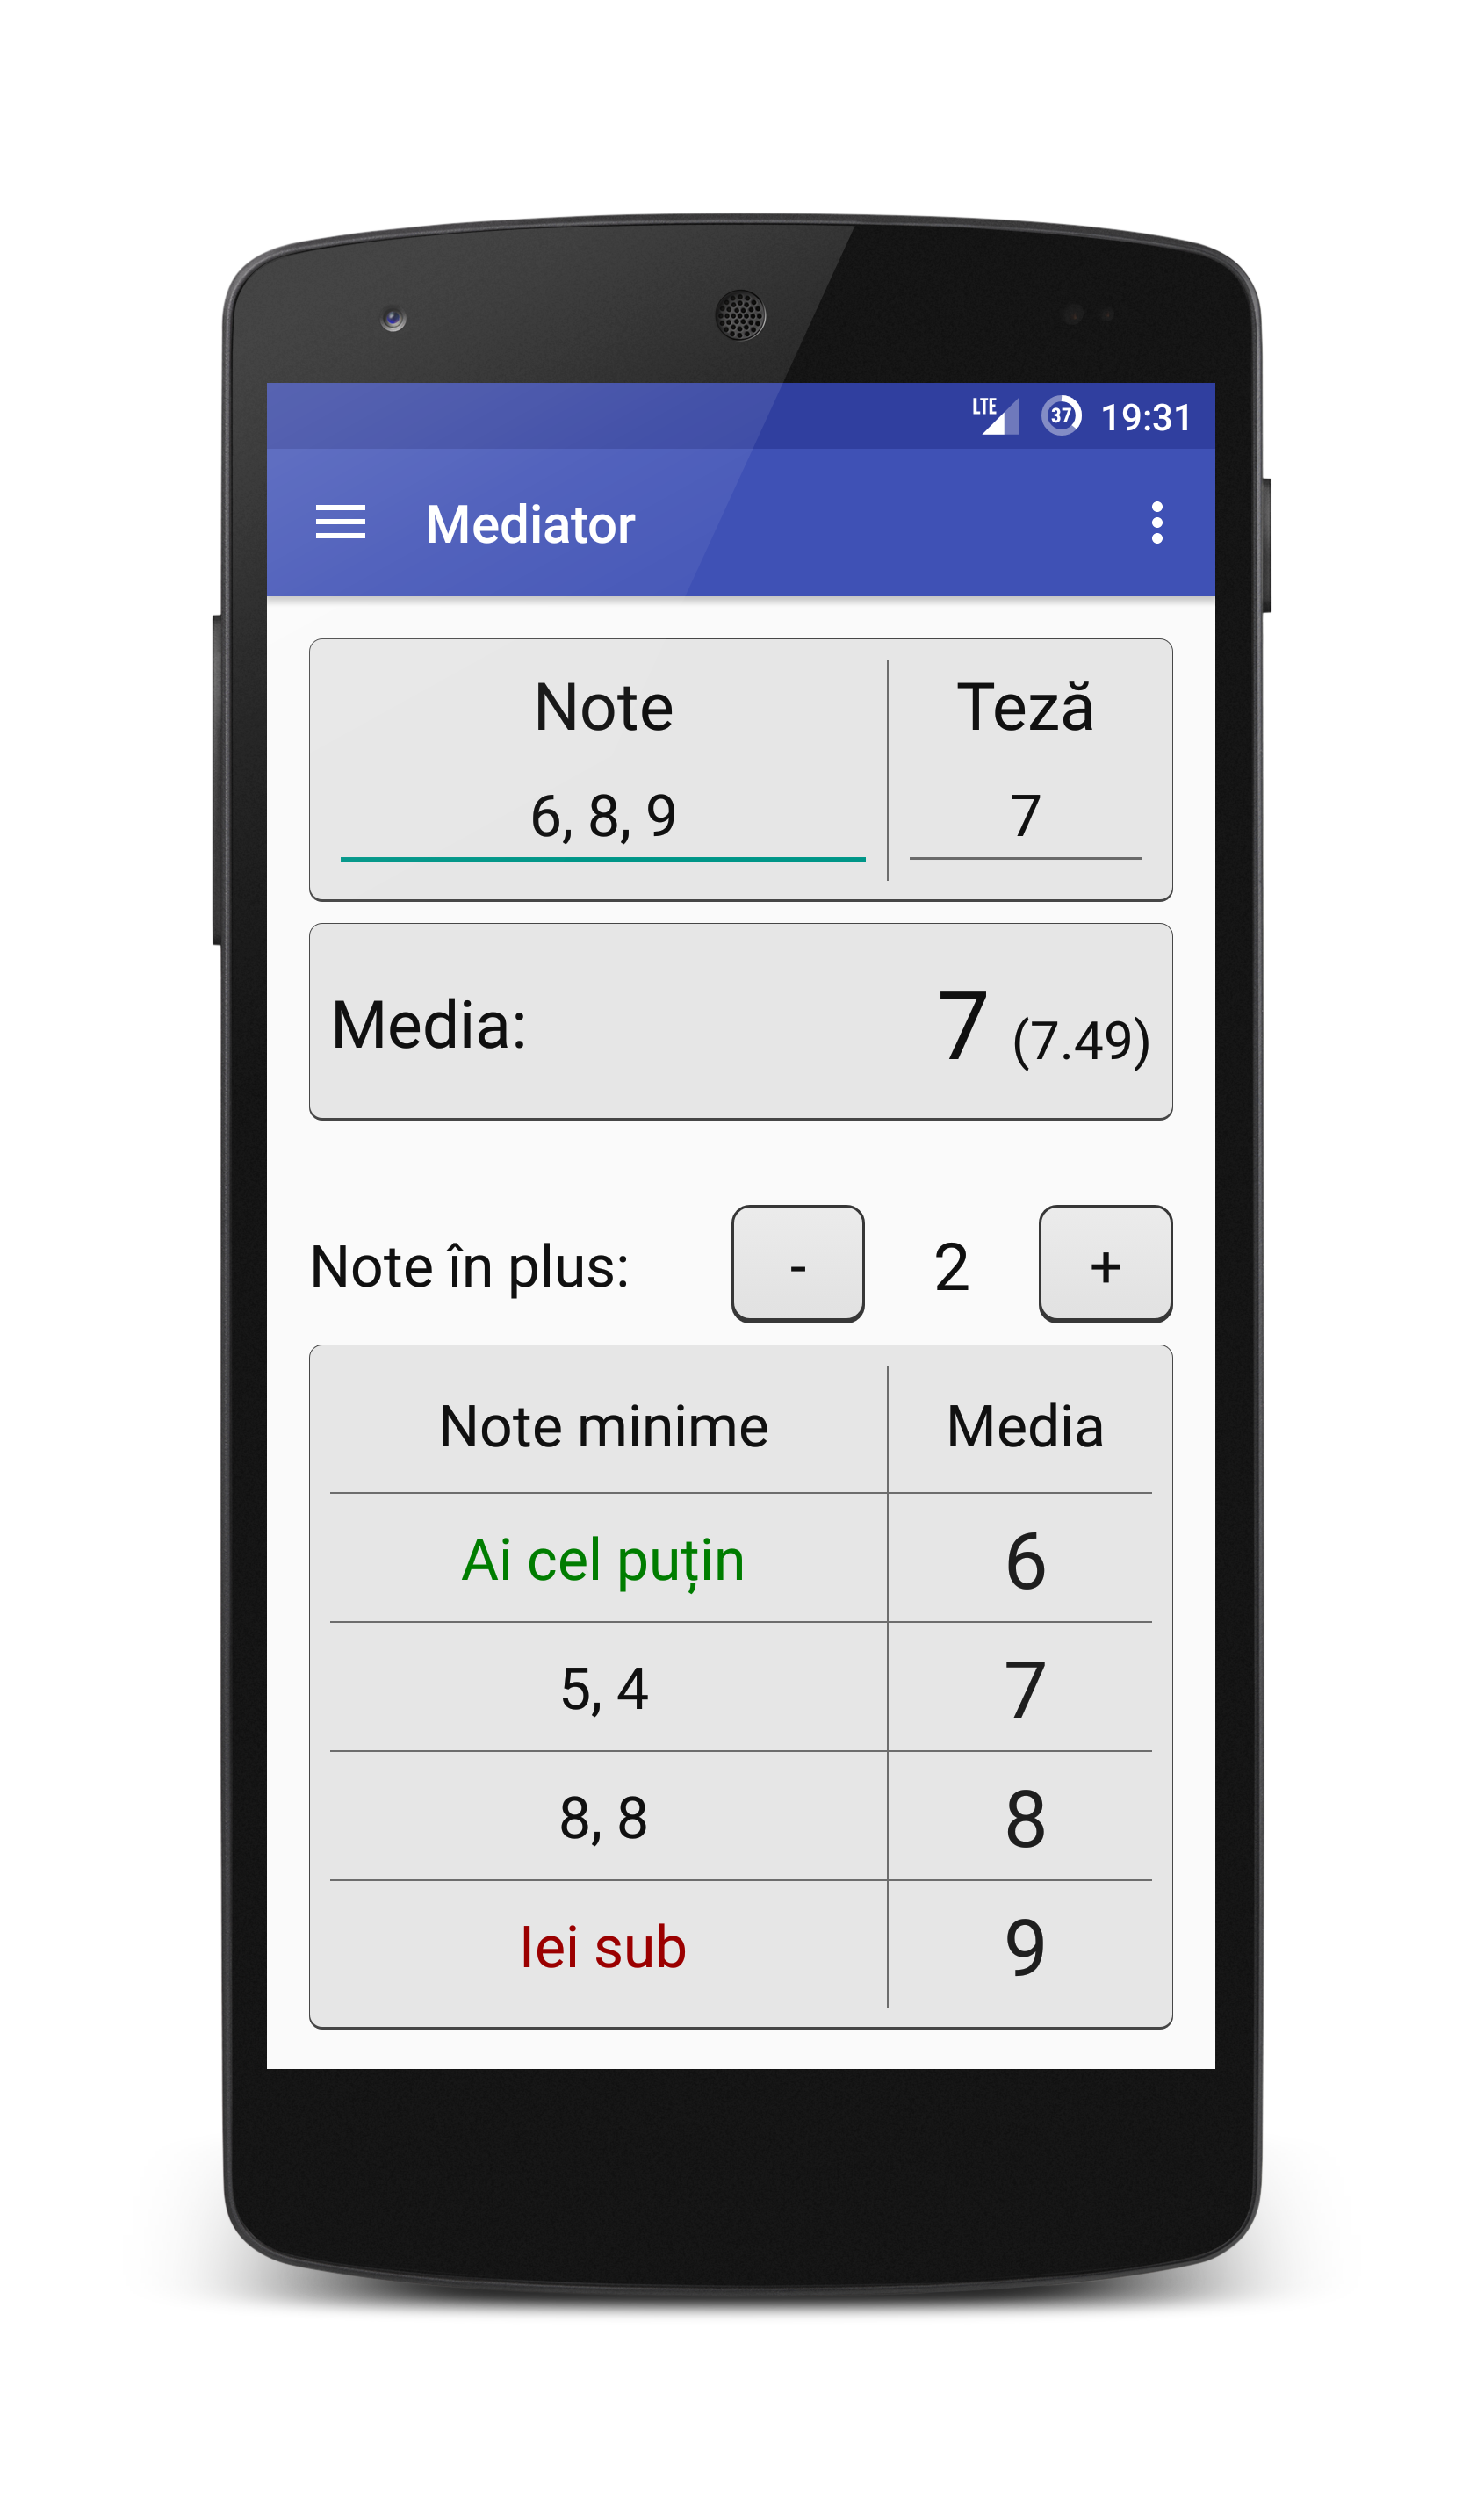 LTE 37 19:31
Mediator
Note Teză
6, 8, 9 7
Media: 7 (7.49)
Note în plus: - 2 +
Note minime Media
Ai cel puțin 6
5, 4 7
8, 8 8
Iei sub 9